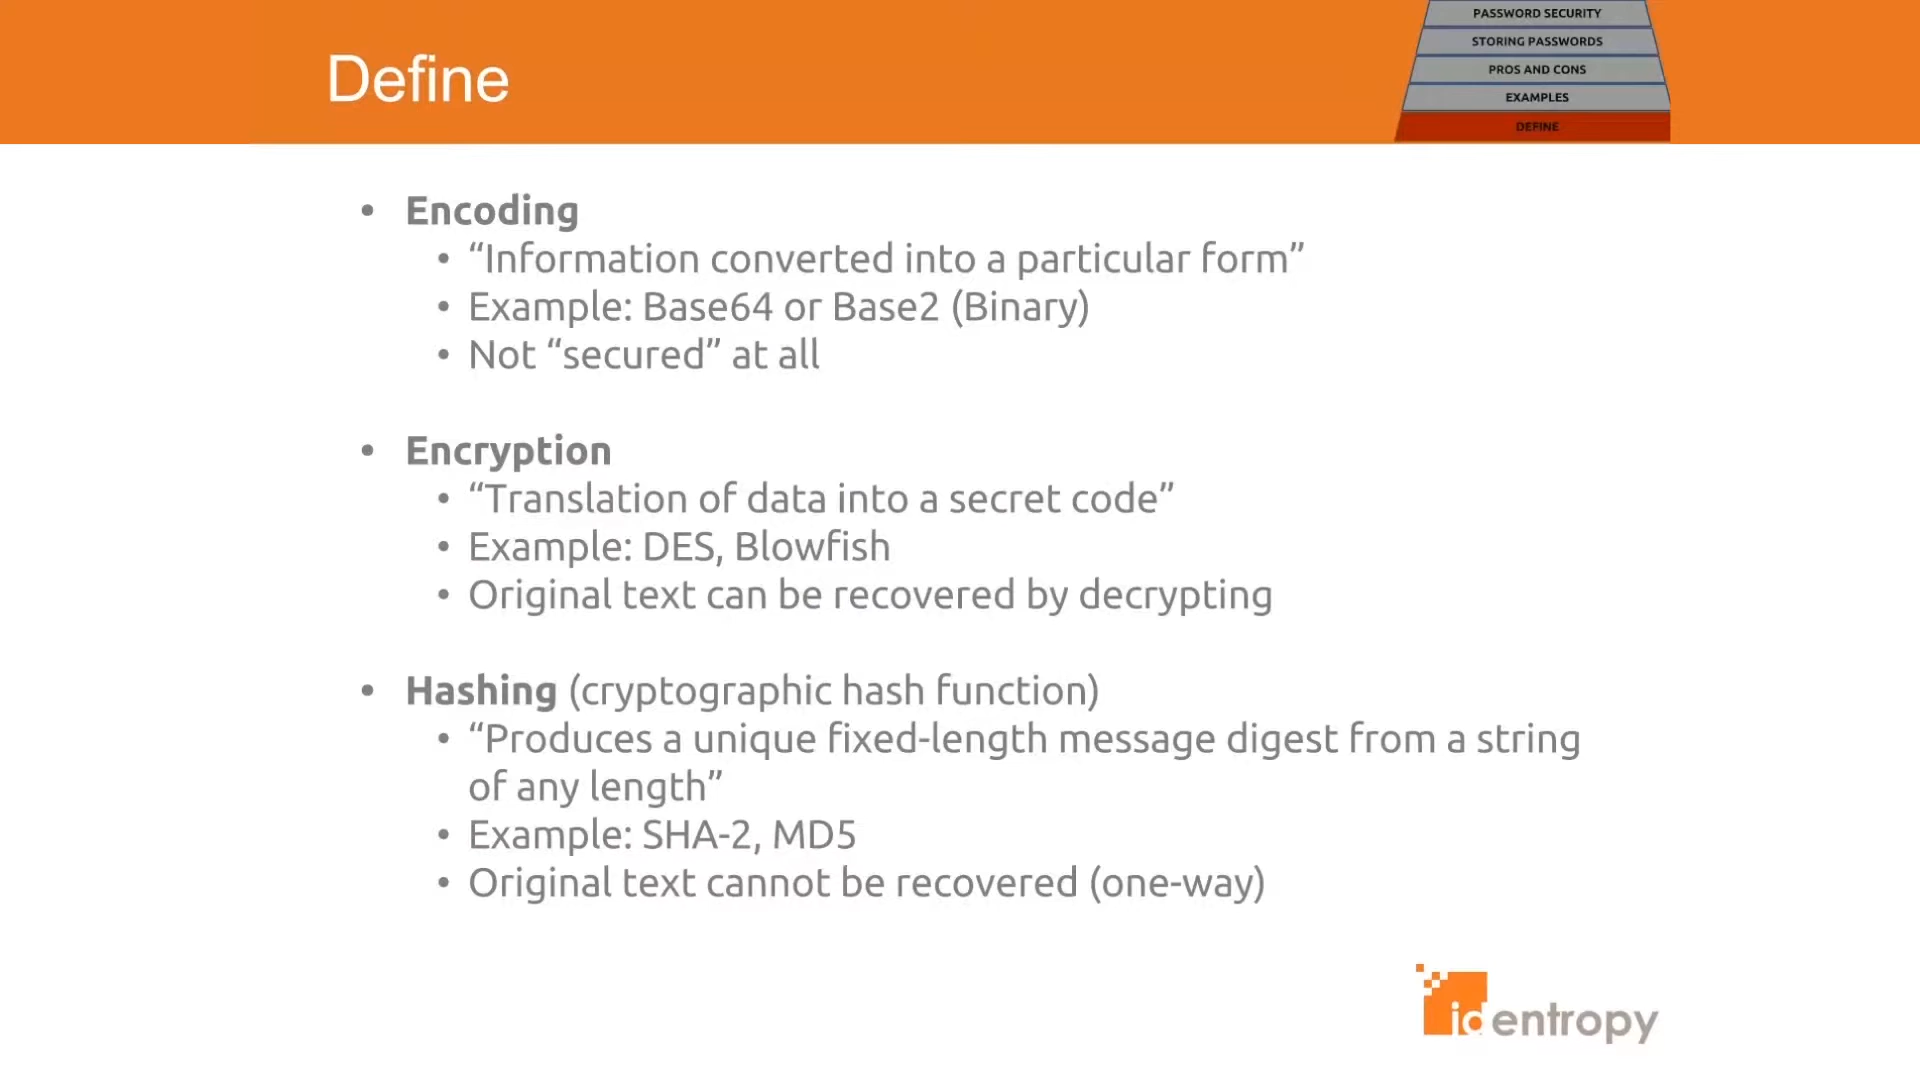 Define
PASSWORD SECURITY
STORING PASSWORDS
PROS AND CONS
EXAMPLES
DEFINE
• Encoding
• “Information converted into a particular form”
• Example: Base64 or Base2 (Binary)
• Not “secured” at all
• Encryption
• “Translation of data into a secret code”
• Example: DES, Blowfish
• Original text can be recovered by decrypting
• Hashing (cryptographic hash function)
• “Produces a unique fixed-length message digest from a string
of any length”
• Example: SHA-2, MD5
• Original text cannot be recovered (one-way)
identropy